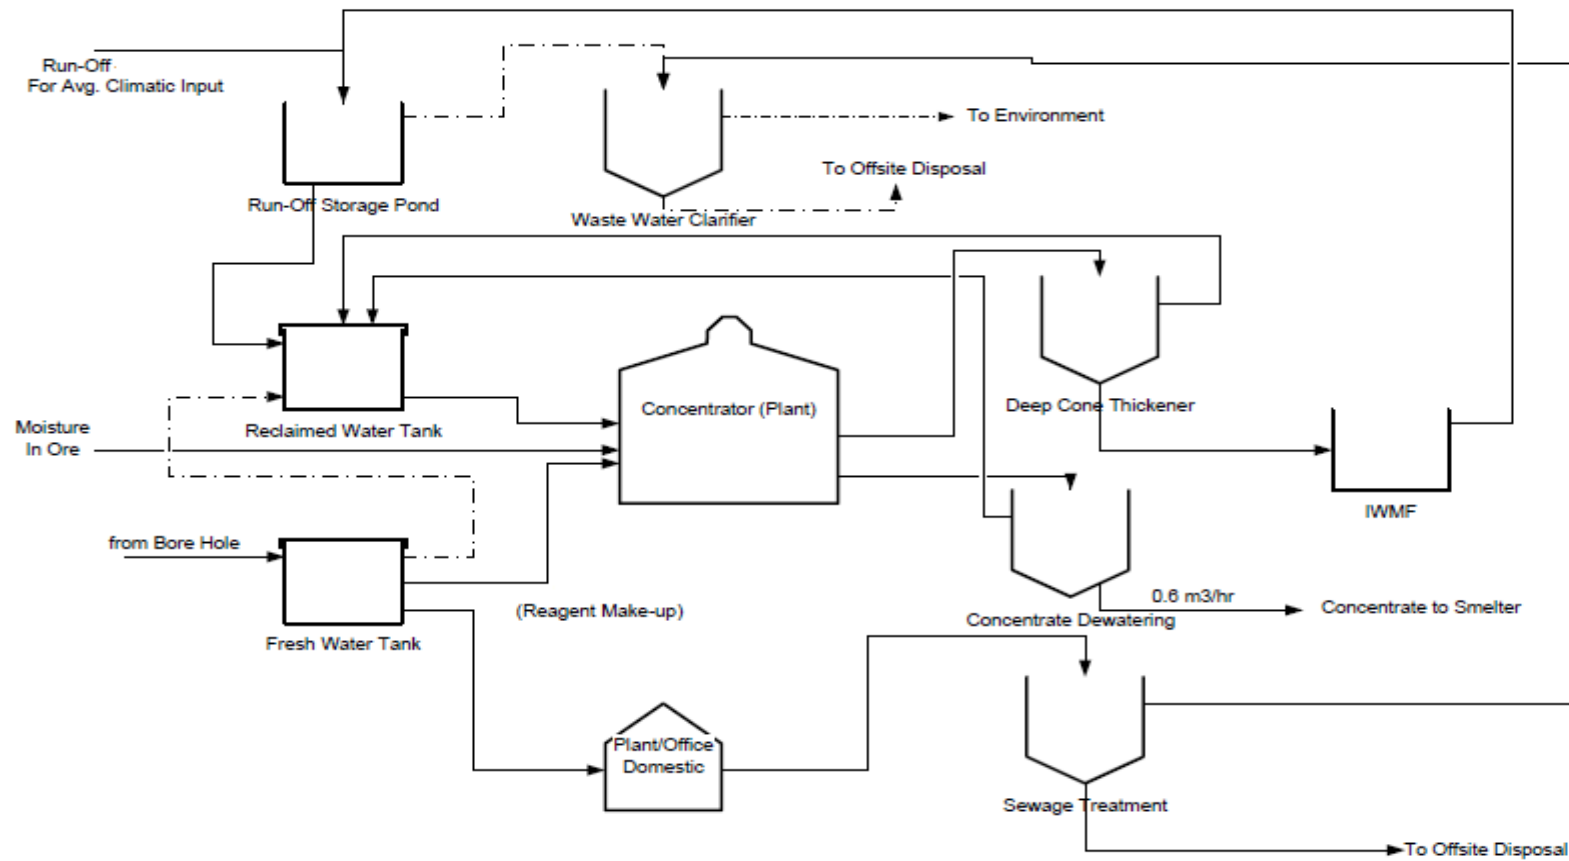 Run-Off
For Avg. Climatic Input
To Environment
To Offsite Disposal
Run-Off Storage Pond
Waste Water Clarifier
Concentrator (Plant)
Deep Cone Thickener
Moisture
In Ore
Reclaimed Water Tank
IWMF
from Bore Hole
0.6 m3/hr
(Reagent Make-up)
Concentrate to Smelter
Concentrate Dewatering
Fresh Water Tank
Plant/Office
Domestic
Sewage Treatment
To Offsite Disposal